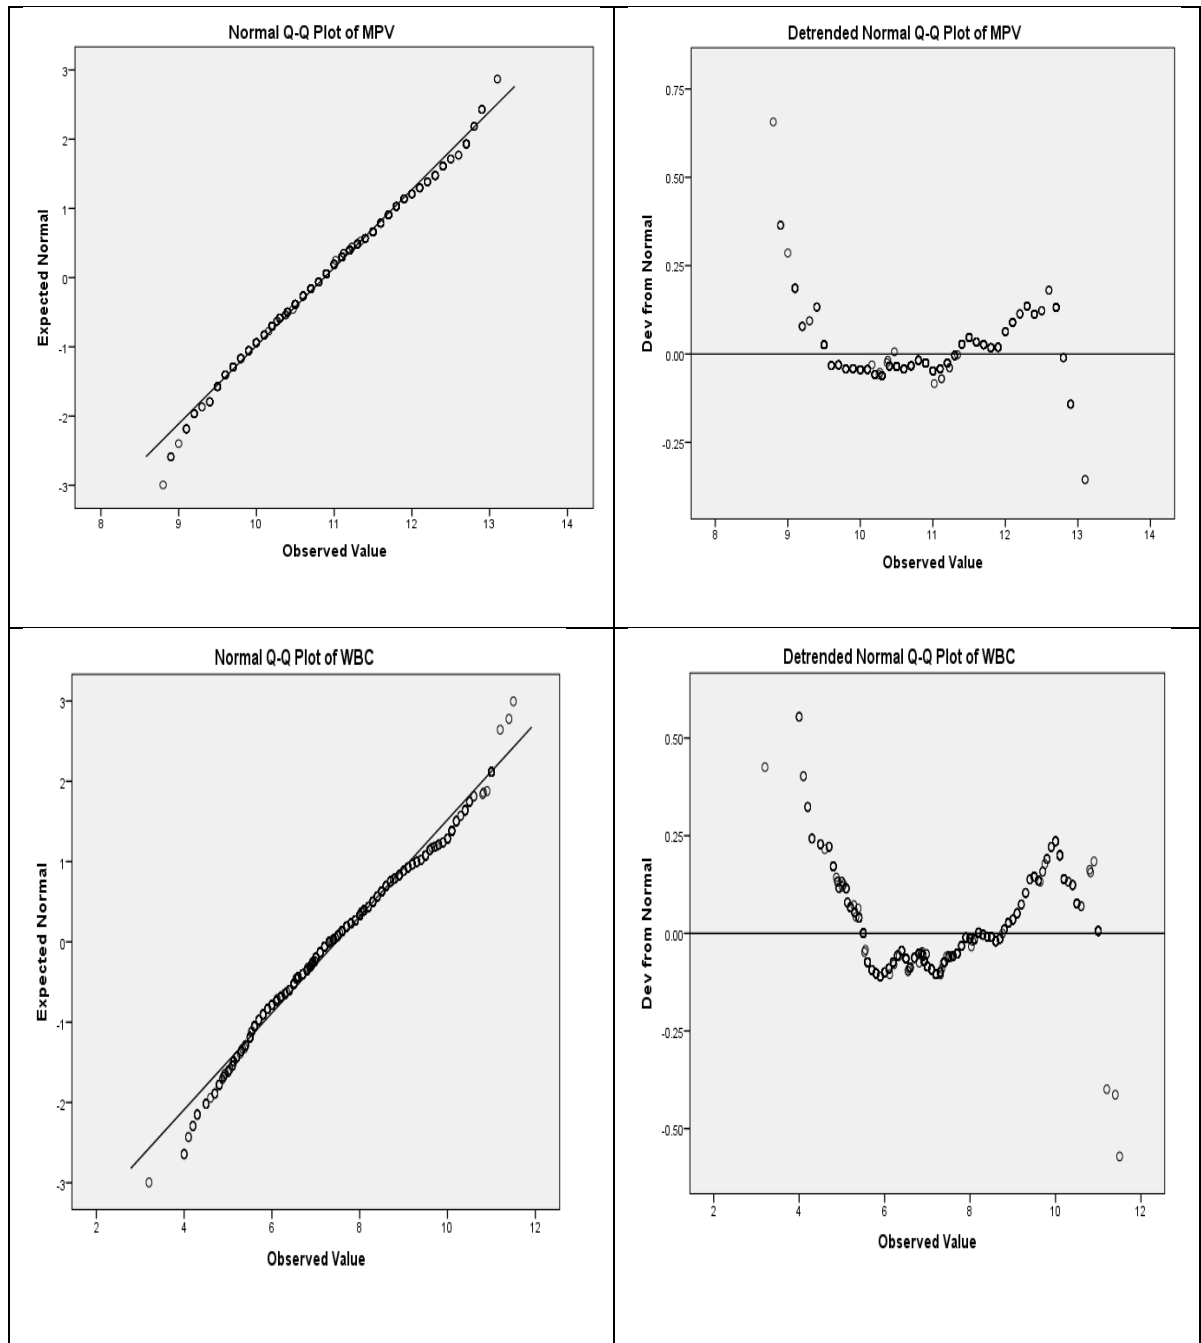 Normal Q-Q Plot of MPV
3
2
1
0
-1
-2
-3
Expected Normal
8 9 10 11 12 13 14
Observed Value
Detrended Normal Q-Q Plot of MPV
0.75
0.50
0.25
0.00
-0.25
Dev from Normal
8 9 10 11 12 13 14
Observed Value
Normal Q-Q Plot of WBC
3
2
1
0
-1
-2
-3
Expected Normal
2 4 6 8 10 12
Observed Value
Detrended Normal Q-Q Plot of WBC
0.50
0.25
0.00
-0.25
-0.50
Dev from Normal
2 4 6 8 10 12
Observed Value